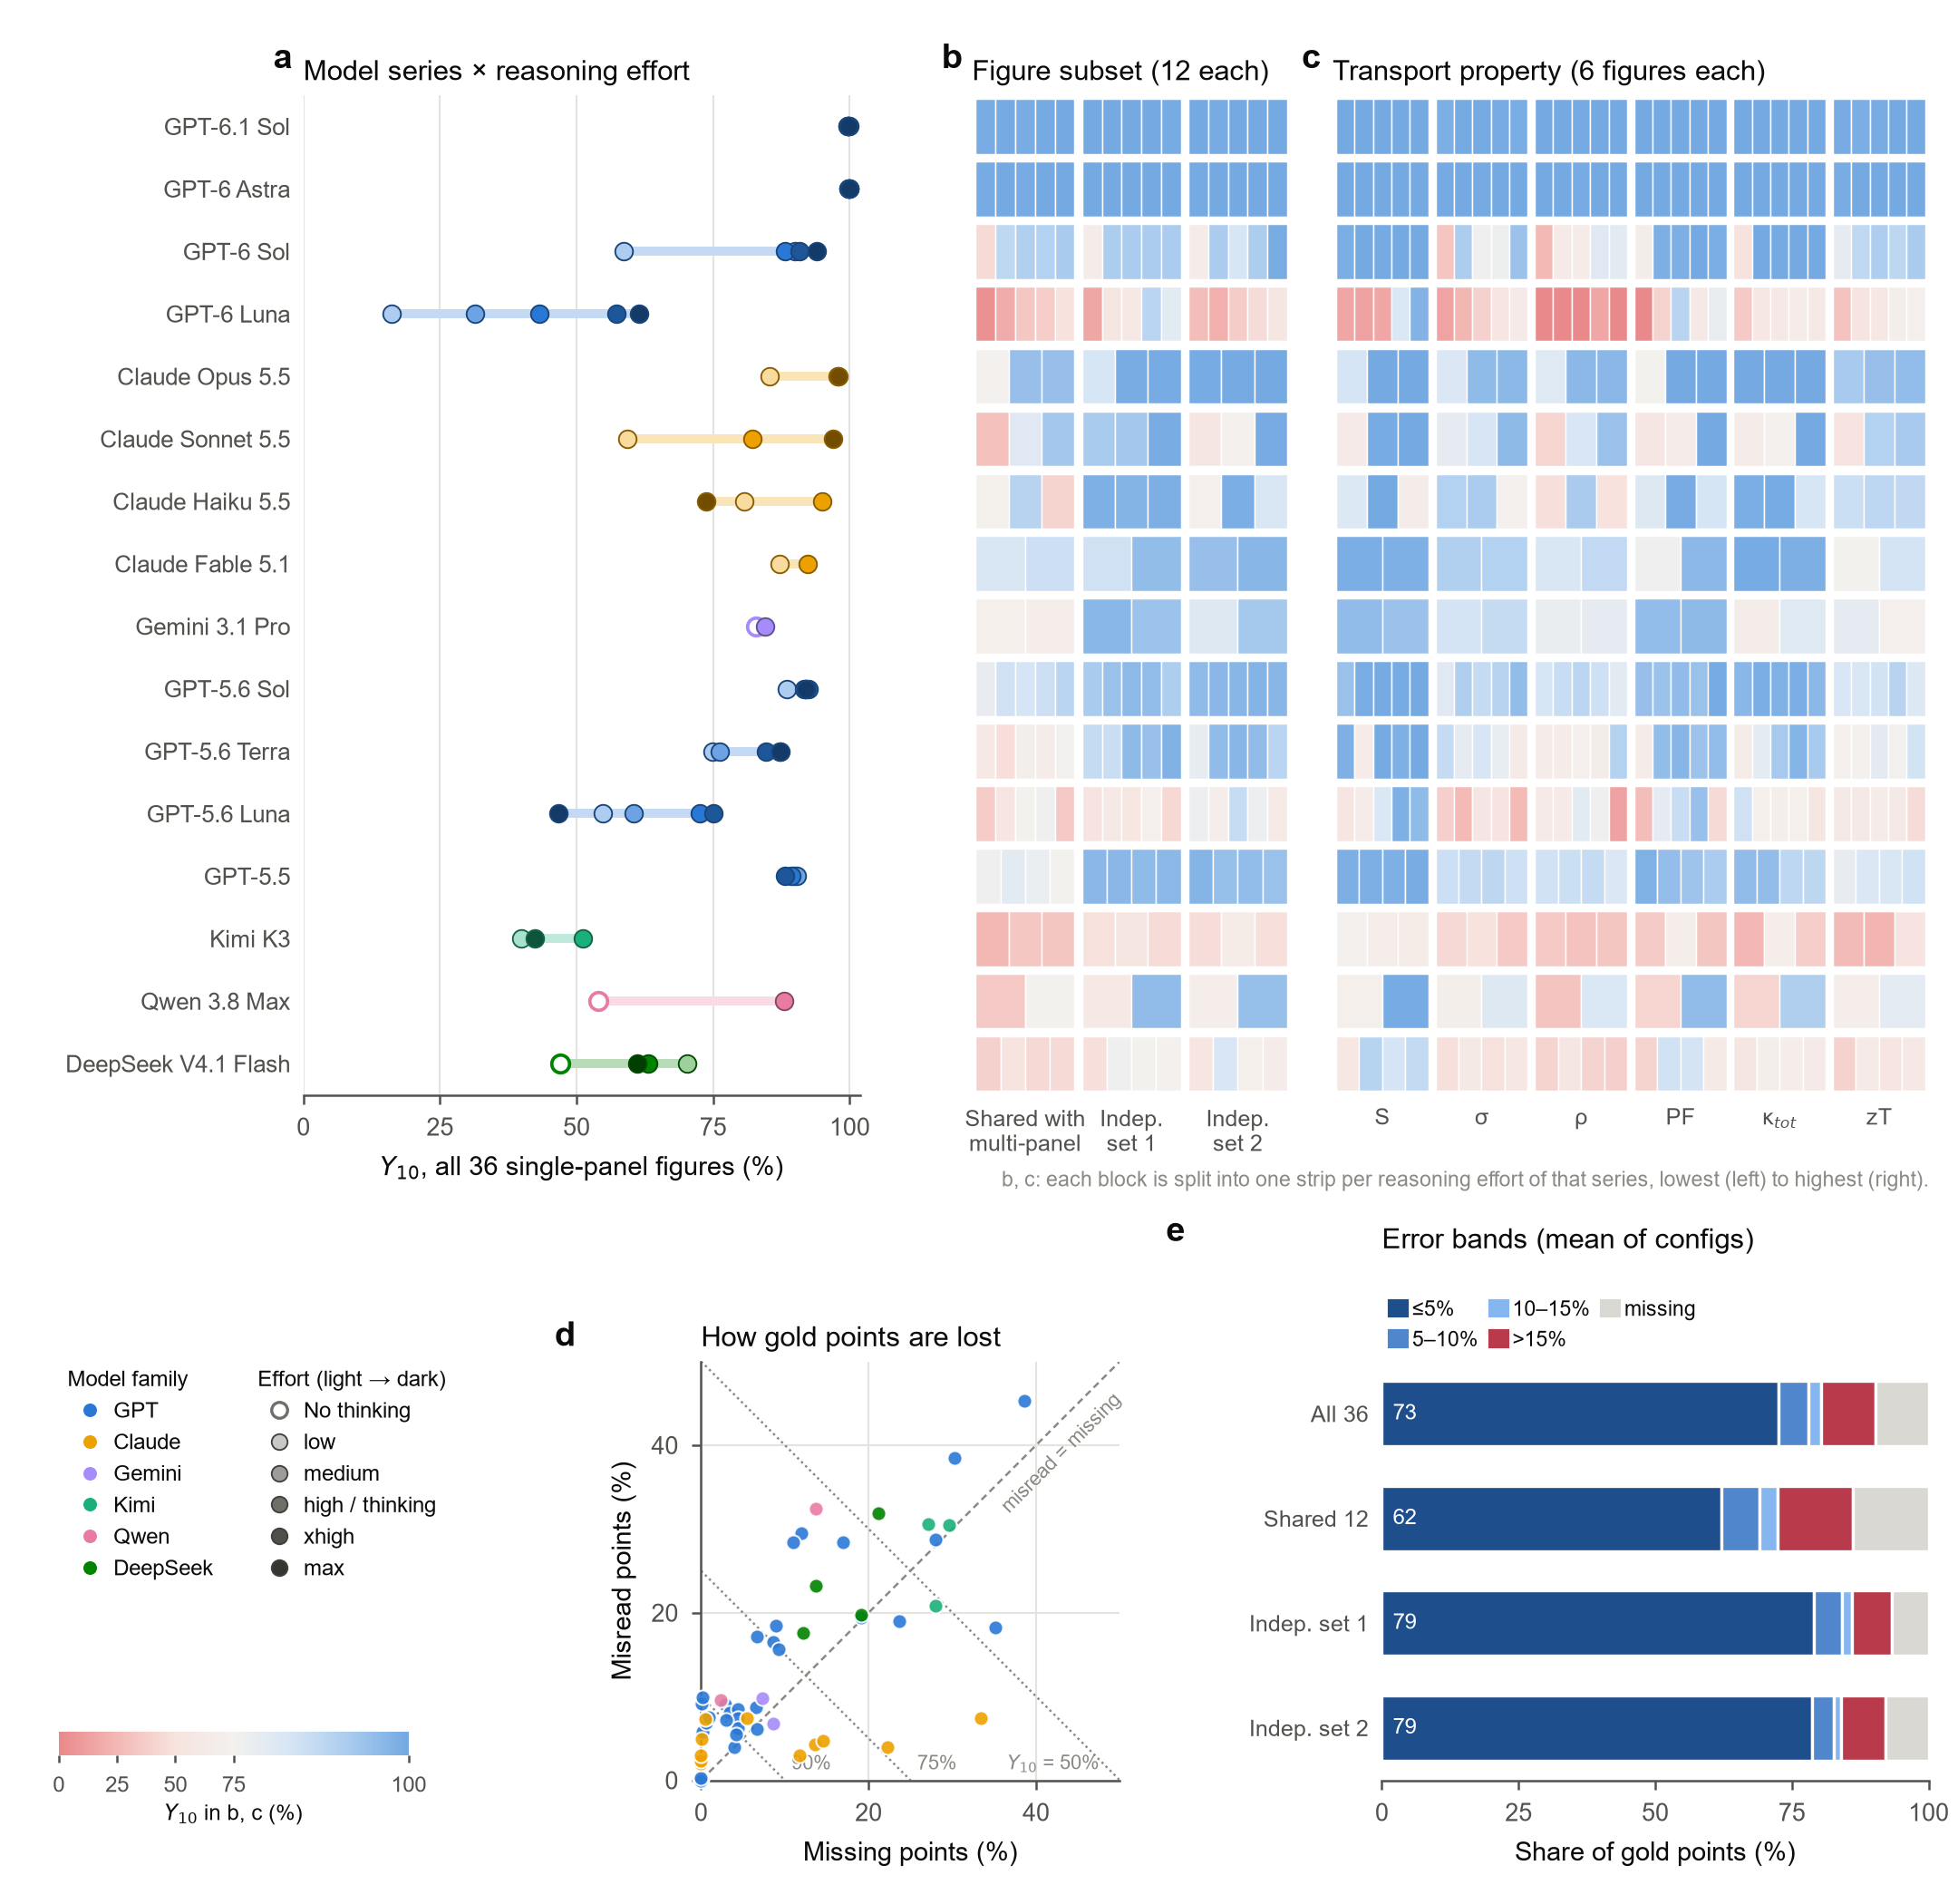 a Model series × reasoning effort
GPT-6.1 Sol
GPT-6 Astra
GPT-6 Sol
GPT-6 Luna
Claude Opus 5.5
Claude Sonnet 5.5
Claude Haiku 5.5
Claude Fable 5.1
Gemini 3.1 Pro
GPT-5.6 Sol
GPT-5.6 Terra
GPT-5.6 Luna
GPT-5.5
Kimi K3
Qwen 3.8 Max
DeepSeek V4.1 Flash
0 25 50 75 100
Y₁₀, all 36 single-panel figures (%)
b Figure subset (12 each)
Shared with multi-panel
Indep. set 1
Indep. set 2
c Transport property (6 figures each)
S σ ρ PF κ_tot zT
b, c: each block is split into one strip per reasoning effort of that series, lowest (left) to highest (right).
Model family
GPT
Claude
Gemini
Kimi
Qwen
DeepSeek
Effort (light → dark)
No thinking
low
medium
high / thinking
xhigh
max
0 25 50 75 100
Y₁₀ in b, c (%)
d How gold points are lost
Misread points (%)
40
20
0
misread = missing
90% 75% Y₁₀ = 50%
0 20 40
Missing points (%)
e Error bands (mean of configs)
≤5% 10–15% missing
5–10% >15%
All 36 73
Shared 12 62
Indep. set 1 79
Indep. set 2 79
0 25 50 75 100
Share of gold points (%)